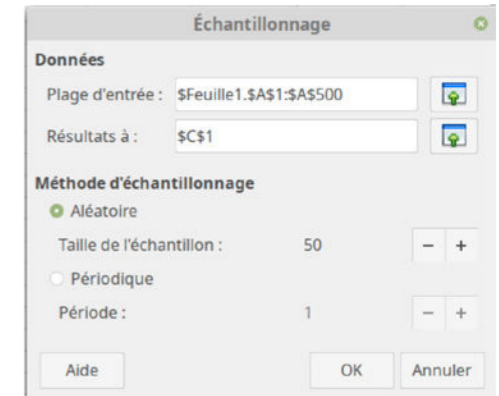 Échantillonnage
Données
Plage d'entrée : $Feuille1.$A$1:$A$500
Résultats à : $C$1
Méthode d'échantillonnage
Aléatoire
Taille de l'échantillon : 50 − +
Périodique
Période : 1 − +
Aide OK Annuler